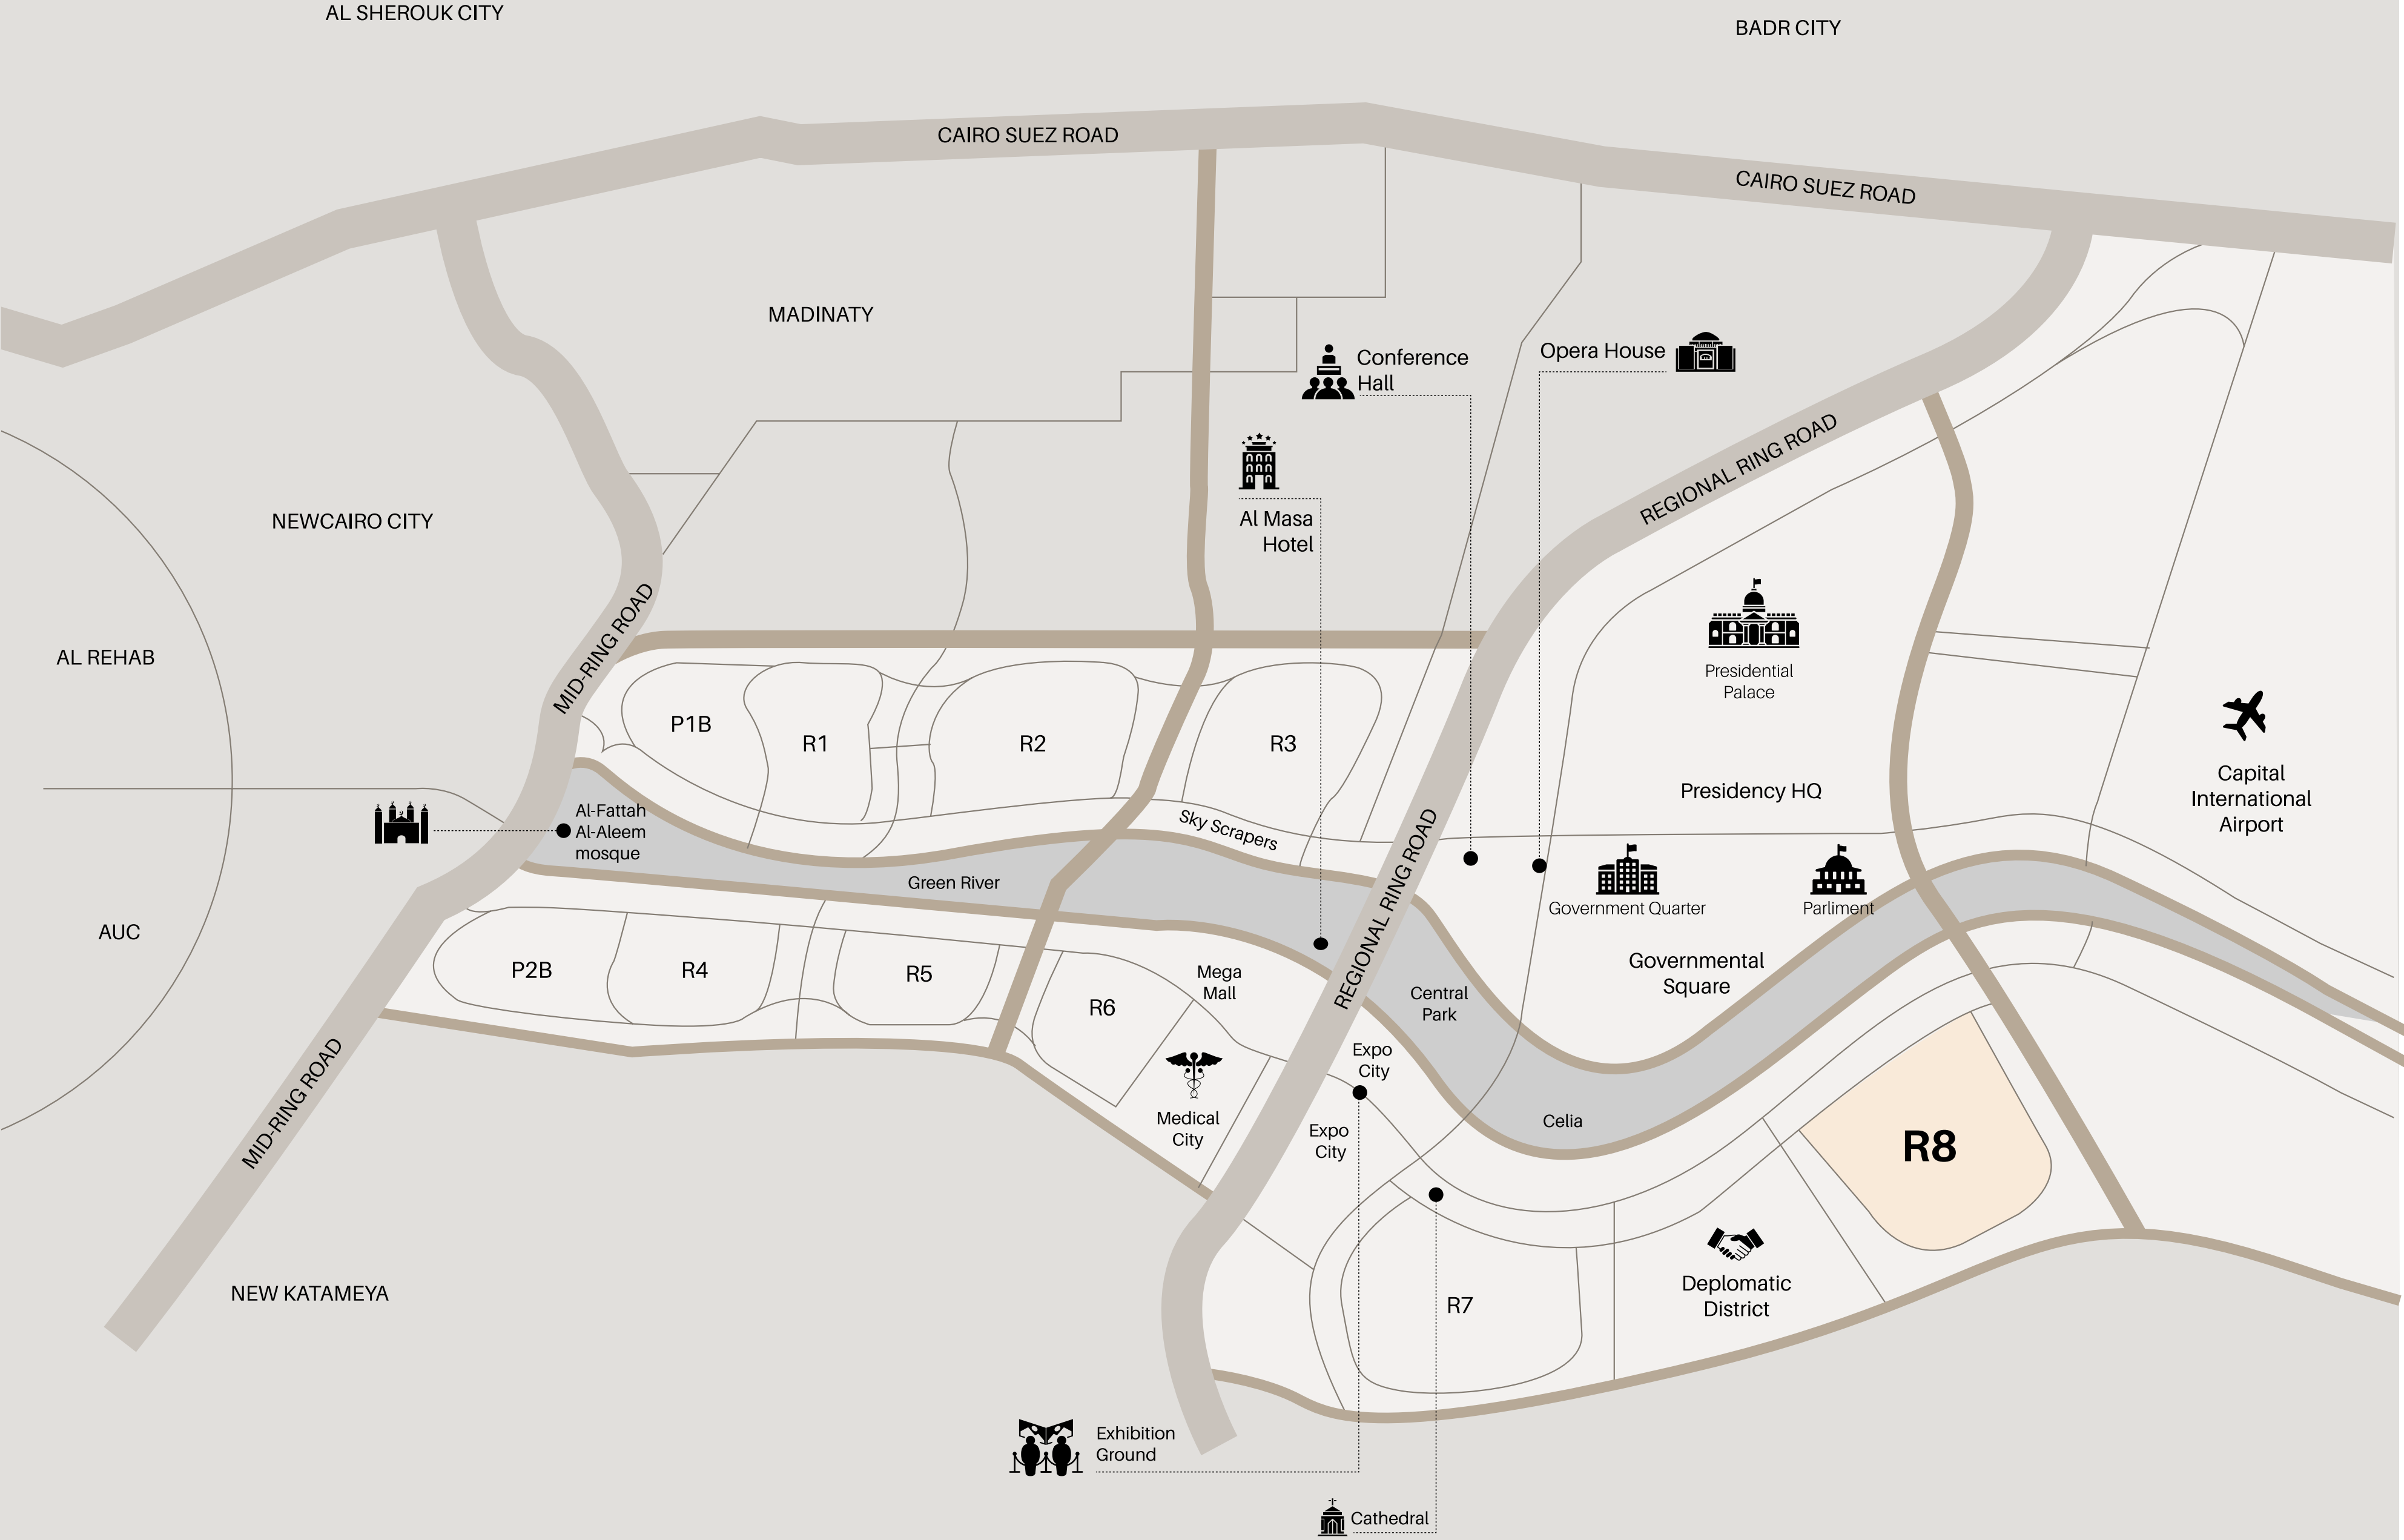 AL SHEROUK CITY
BADR CITY
CAIRO SUEZ ROAD
CAIRO SUEZ ROAD
MADINATY
Conference
Hall
Opera House
REGIONAL RING ROAD
Al Masa
Hotel
NEWCAIRO CITY
MID-RING ROAD
AL REHAB
Presidential
Palace
P1B
R1
R2
R3
Presidency HQ
Capital
International
Airport
Al-Fattah
Al-Aleem
mosque
Sky Scrapers
REGIONAL RING ROAD
Green River
Government Quarter
Parliment
AUC
P2B
R4
R5
R6
Mega
Mall
Governmental
Square
Central
Park
Expo
City
MID-RING ROAD
Medical
City
Expo
City
Celia
R8
NEW KATAMEYA
R7
Deplomatic
District
Exhibition
Ground
Cathedral